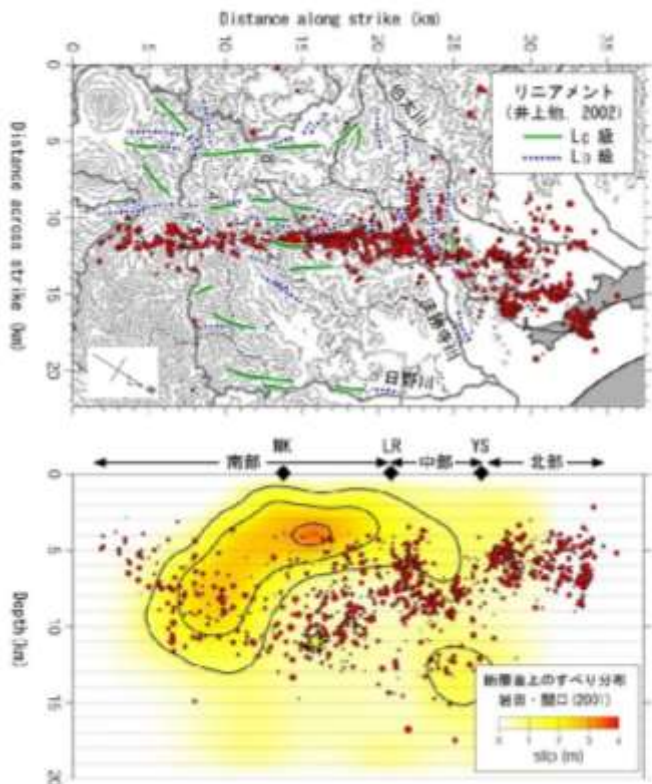 Distance along strike (km)
0 5 10 15 20 25 30 35
Distance across strike (km)
0
5
10
15
20
リニアメント
(井上他, 2002)
LC 級
LD 級
日野川
NK LR YS
南部 中部 北部
Depth(km)
0
5
10
15
20
断層面上のすべり分布
岩田・関口(2001)
slip (m)